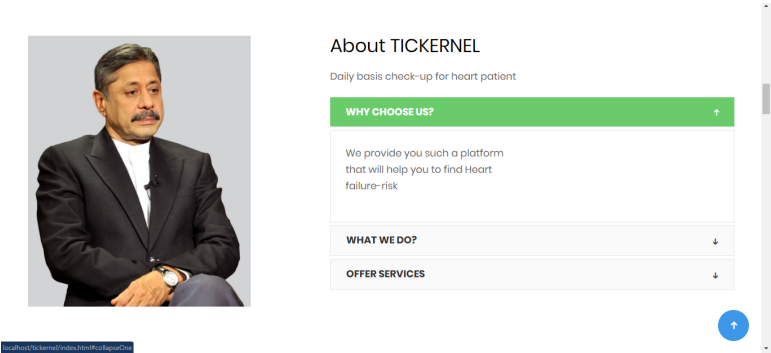 About TICKERNEL
Daily basis check-up for heart patient
WHY CHOOSE US?
We provide you such a platform
that will help you to find Heart
failure-risk
WHAT WE DO?
OFFER SERVICES
localhost/tickernel/index.html#collapseOne